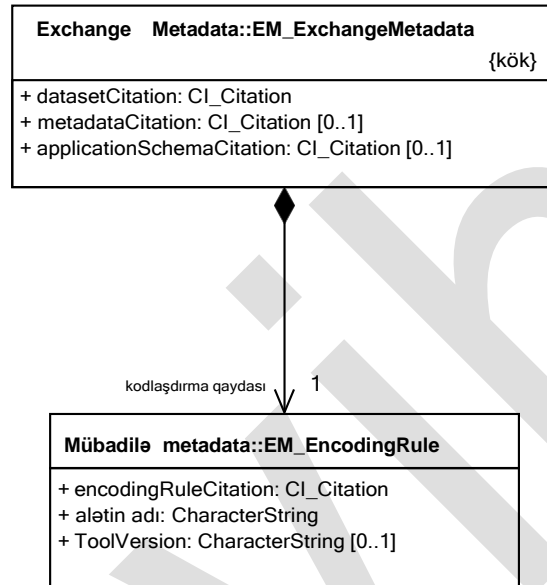 Exchange Metadata::EM_ExchangeMetadata
{kök}
+ datasetCitation: CI_Citation
+ metadataCitation: CI_Citation [0..1]
+ applicationSchemaCitation: CI_Citation [0..1]
kodlaşdırma qaydası 1
Mübadilə metadata::EM_EncodingRule
+ encodingRuleCitation: CI_Citation
+ alətin adı: CharacterString
+ ToolVersion: CharacterString [0..1]